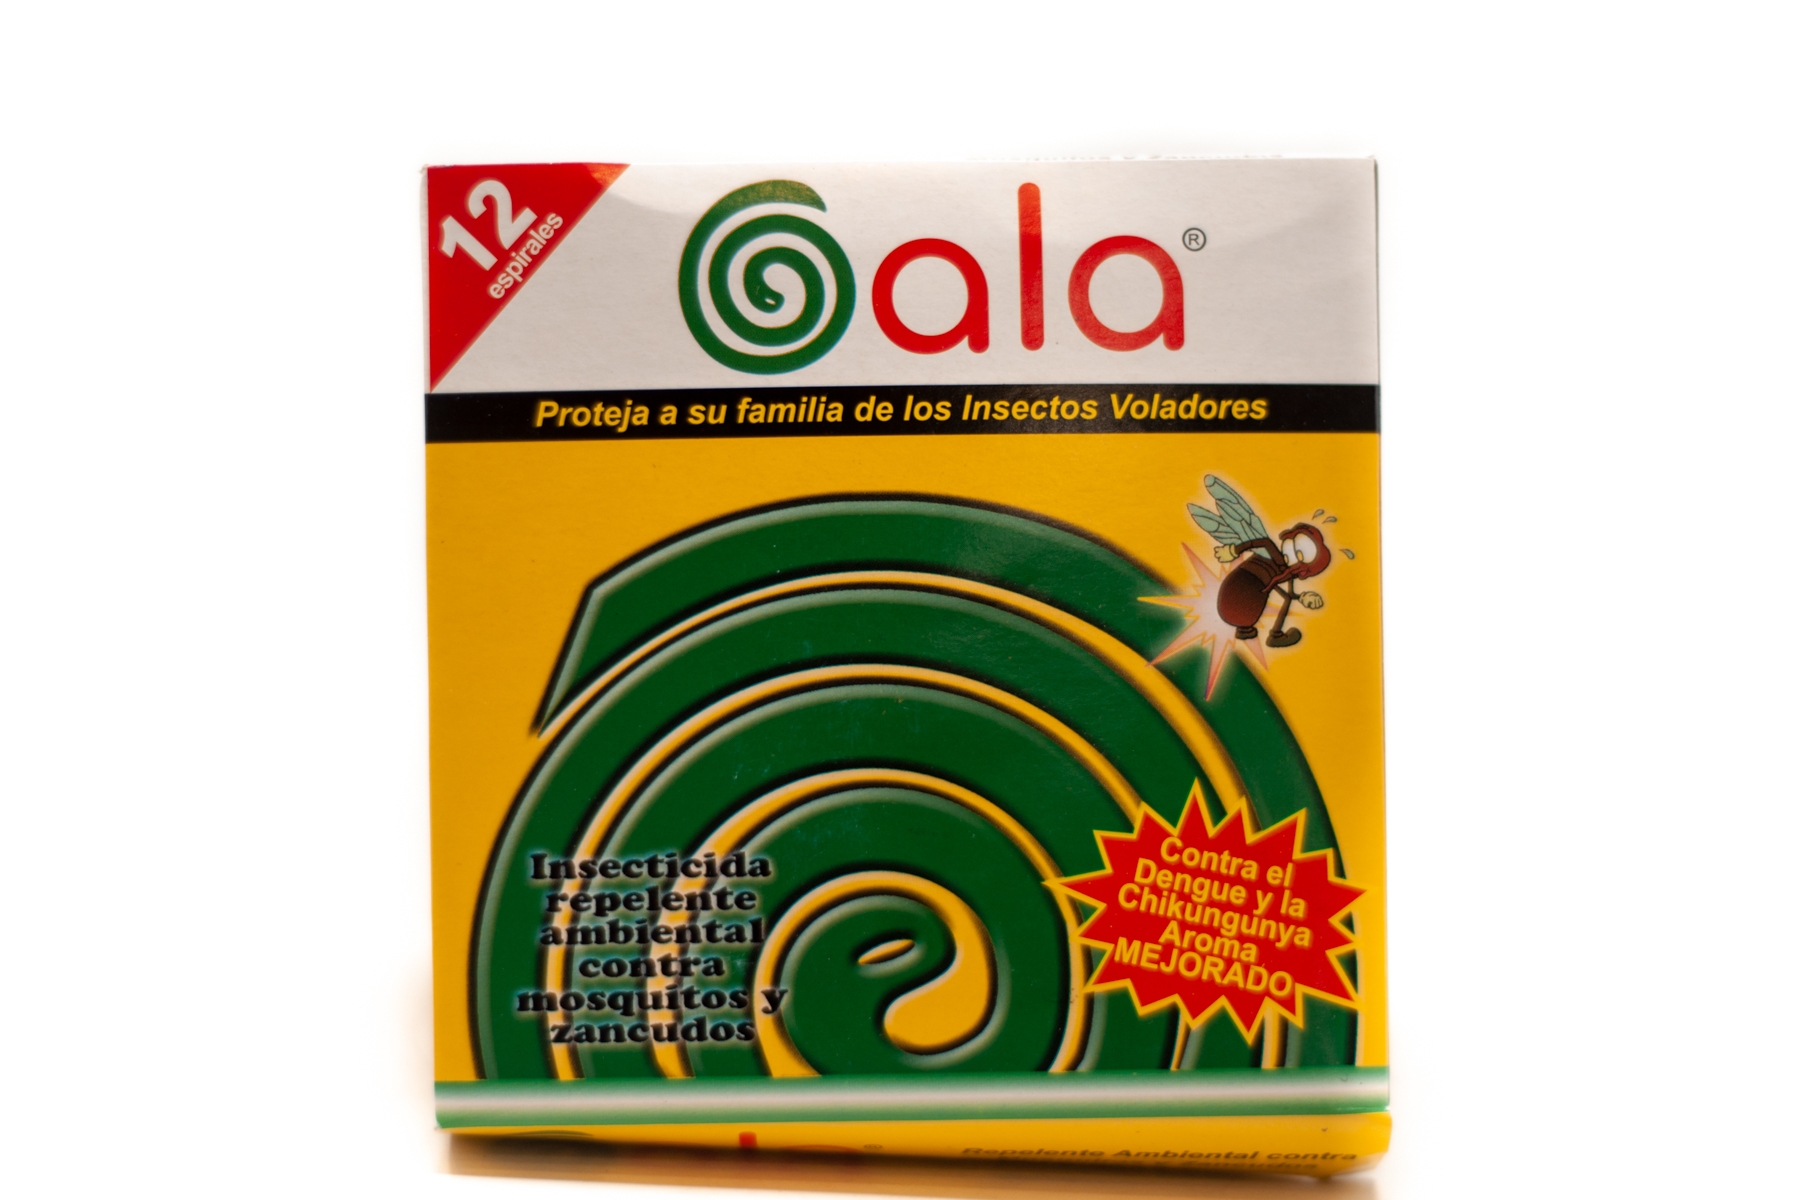 12
espirales
Gala®
Proteja a su familia de los Insectos Voladores
Insecticida
repelente
ambiental
contra
mosquitos y
zancudos
Contra el
Dengue y la
Chikungunya
Aroma
MEJORADO
Repelente Ambiental contra